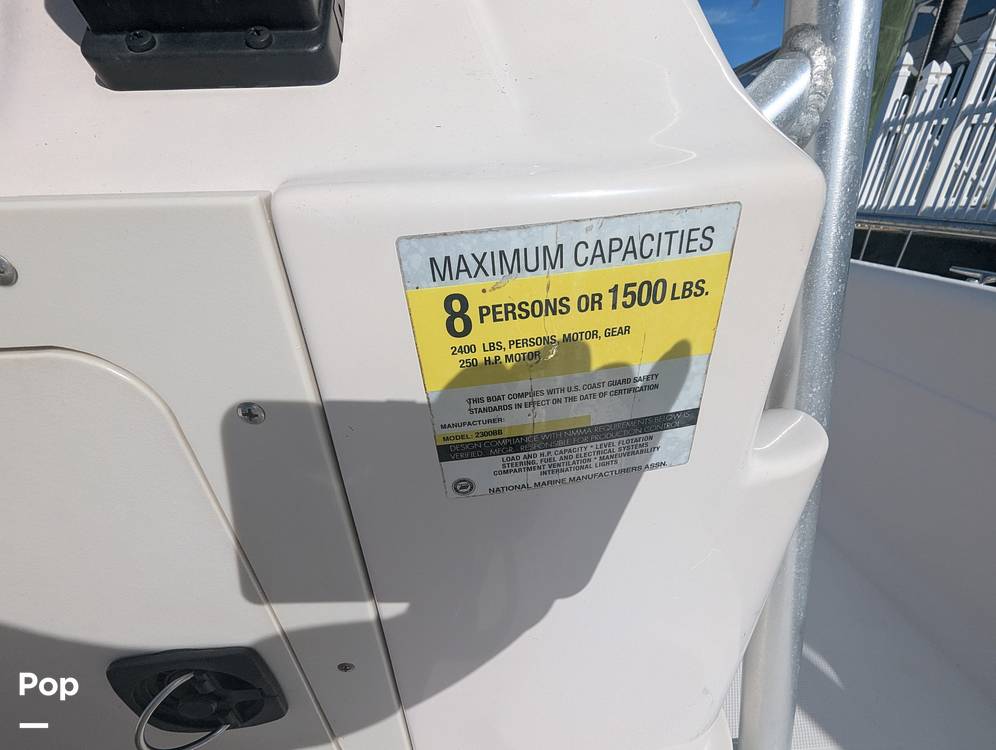 MAXIMUM CAPACITIES
8 PERSONS OR 1500 LBS.
2400 LBS, PERSONS, MOTOR, GEAR
250 H.P. MOTOR
THIS BOAT COMPLIES WITH U.S. COAST GUARD SAFETY
STANDARDS IN EFFECT ON THE DATE OF CERTIFICATION
MANUFACTURER:
MODEL: 2300BB
DESIGN COMPLIANCE WITH NMMA REQUIREMENTS BELOW IS
VERIFIED. MFGR. RESPONSIBLE FOR PRODUCTION CONTROL
LOAD AND H.P. CAPACITY * LEVEL FLOTATION
STEERING, FUEL AND ELECTRICAL SYSTEMS
COMPARTMENT VENTILATION * MANEUVERABILITY
INTERNATIONAL LIGHTS
NATIONAL MARINE MANUFACTURERS ASSN.
Pop